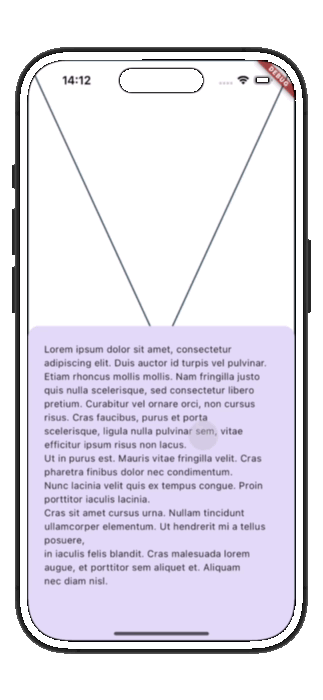 14:12
DEBUG
Lorem ipsum dolor sit amet, consectetur
adipiscing elit. Duis auctor id turpis vel pulvinar.
Etiam rhoncus mollis mollis. Nam fringilla justo
quis nulla scelerisque, sed consectetur libero
pretium. Curabitur vel ornare orci, non cursus
risus. Cras faucibus, purus et porta
scelerisque, ligula nulla pulvinar sem, vitae
efficitur ipsum risus non lacus.
Ut in purus est. Mauris vitae fringilla velit. Cras
pharetra finibus dolor nec condimentum.
Nunc lacinia velit quis ex tempus congue. Proin
porttitor iaculis lacinia.
Cras sit amet cursus urna. Nullam tincidunt
ullamcorper elementum. Ut hendrerit mi a tellus
posuere,
in iaculis felis blandit. Cras malesuada lorem
augue, et porttitor sem aliquet et. Aliquam
nec diam nisl.